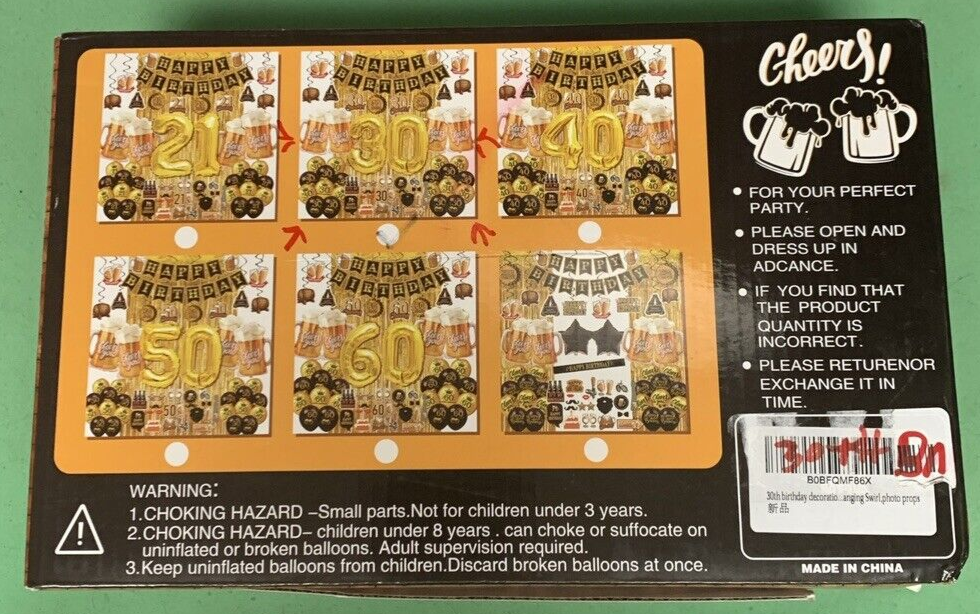 HAPPY
BIRTHDAY
21
HAPPY
BIRTHDAY
30
HAPPY
BIRTHDAY
40
HAPPY
BIRTHDAY
50
HAPPY
BIRTHDAY
60
HAPPY
BIRTHDAY
HAPPY BIRTHDAY
Cheers!
FOR YOUR PERFECT
PARTY.
PLEASE OPEN AND
DRESS UP IN
ADCANCE.
IF YOU FIND THAT
THE PRODUCT
QUANTITY IS
INCORRECT.
PLEASE RETURENOR
EXCHANGE IT IN
TIME.
30th
B0BFQMF86X
30th birthday decoratio...anging Swirl,photo props
新品
MADE IN CHINA
WARNING:
1.CHOKING HAZARD –Small parts.Not for children under 3 years.
2.CHOKING HAZARD– children under 8 years . can choke or suffocate on
uninflated or broken balloons. Adult supervision required.
3.Keep uninflated balloons from children.Discard broken balloons at once.